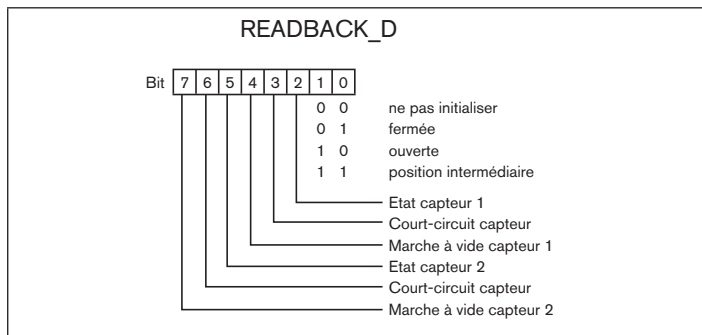 READBACK_D
Bit 7 6 5 4 3 2 1 0
0 0 ne pas initialiser
0 1 fermée
1 0 ouverte
1 1 position intermédiaire
Etat capteur 1
Court-circuit capteur
Marche à vide capteur 1
Etat capteur 2
Court-circuit capteur
Marche à vide capteur 2